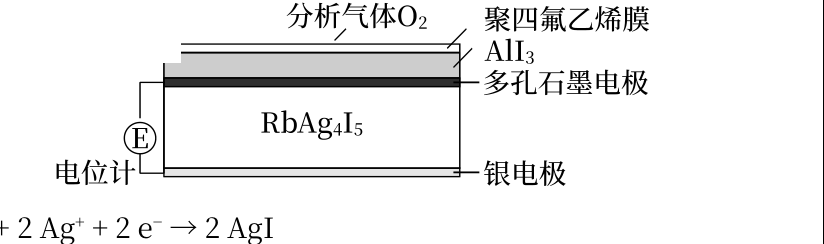 分析气体O₂
聚四氟乙烯膜
AlI₃
多孔石墨电极
RbAg₄I₅
E
电位计
银电极
+ 2 Ag⁺ + 2 e⁻ → 2 AgI